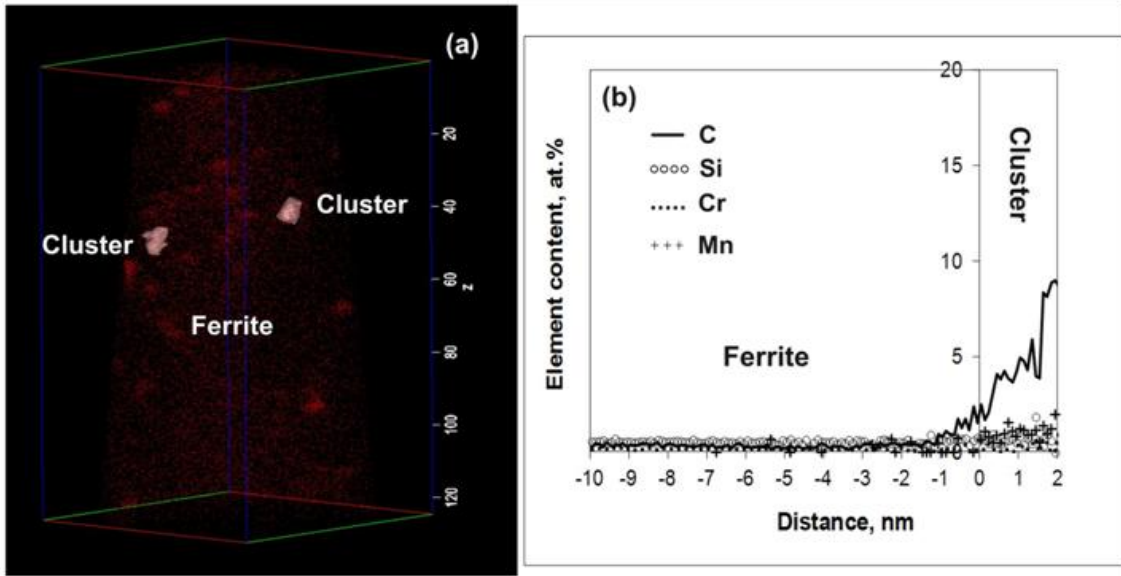 (a)
Cluster
Cluster
Ferrite
20
40
60
80
100
120
z
(b)
Element content, at.%
C
Si
Cr
Mn
Ferrite
Cluster
20
15
10
5
0
-10 -9 -8 -7 -6 -5 -4 -3 -2 -1 0 1 2
Distance, nm